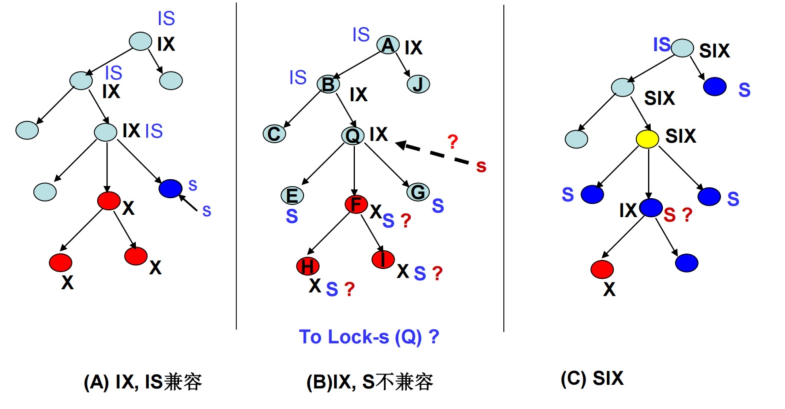 IS
IX
IS
IX
IX IS
S
S
X
X
X
(A) IX, IS兼容
IS
A
IX
IS
B
J
IX
C
Q
IX
?
s
E
G
S
S
F
X
S ?
H
I
X S ?
X S ?
To Lock-s (Q) ?
(B)IX, S不兼容
IS
SIX
S
SIX
SIX
S
S
IX
S ?
X
(C) SIX